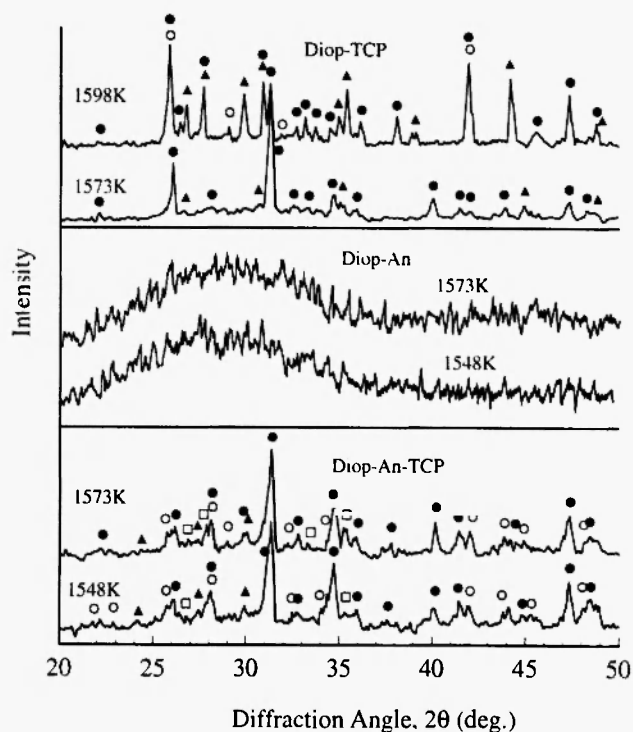 Diop-TCP
1598K
1573K
Diop-An
1573K
1548K
Diop-An-TCP
1573K
1548K
Intensity
20 25 30 35 40 45 50
Diffraction Angle, 2θ (deg.)